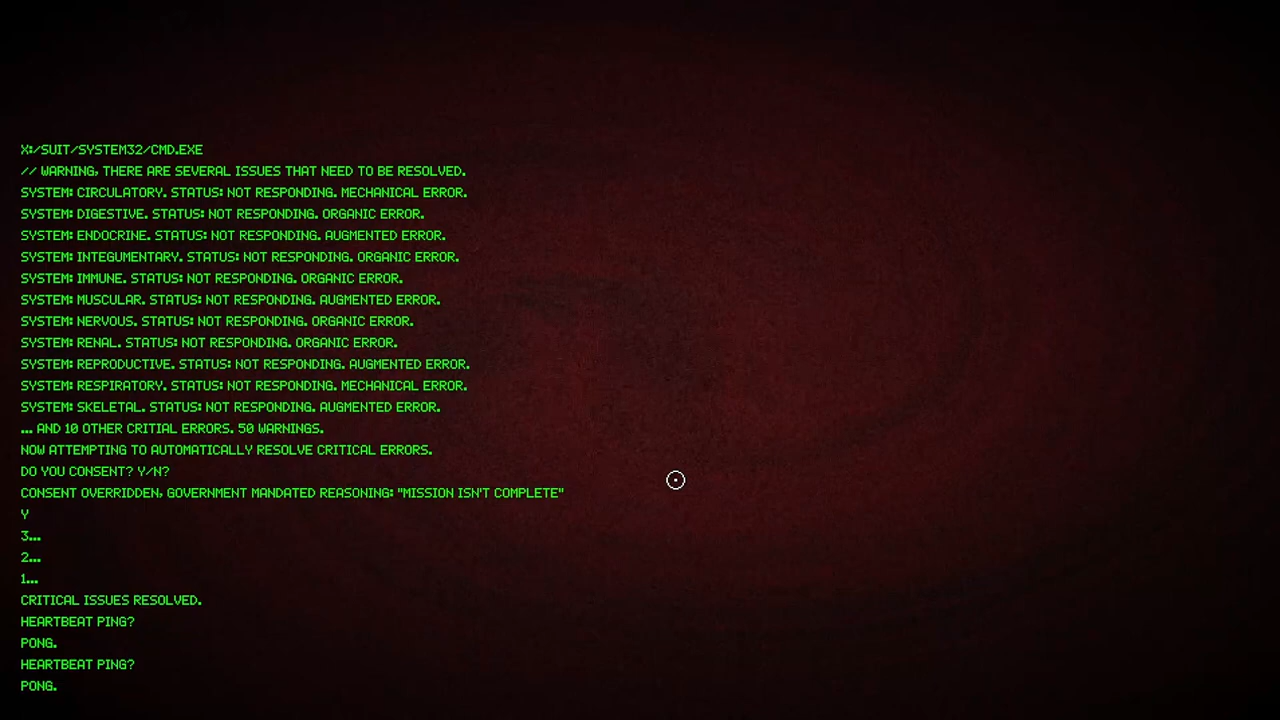 X:/SUIT/SYSTEM32/CMD.EXE
// WARNING, THERE ARE SEVERAL ISSUES THAT NEED TO BE RESOLVED.
SYSTEM: CIRCULATORY. STATUS: NOT RESPONDING. MECHANICAL ERROR.
SYSTEM: DIGESTIVE. STATUS: NOT RESPONDING. ORGANIC ERROR.
SYSTEM: ENDOCRINE. STATUS: NOT RESPONDING. AUGMENTED ERROR.
SYSTEM: INTEGUMENTARY. STATUS: NOT RESPONDING. ORGANIC ERROR.
SYSTEM: IMMUNE. STATUS: NOT RESPONDING. ORGANIC ERROR.
SYSTEM: MUSCULAR. STATUS: NOT RESPONDING. AUGMENTED ERROR.
SYSTEM: NERVOUS. STATUS: NOT RESPONDING. ORGANIC ERROR.
SYSTEM: RENAL. STATUS: NOT RESPONDING. ORGANIC ERROR.
SYSTEM: REPRODUCTIVE. STATUS: NOT RESPONDING. AUGMENTED ERROR.
SYSTEM: RESPIRATORY. STATUS: NOT RESPONDING. MECHANICAL ERROR.
SYSTEM: SKELETAL. STATUS: NOT RESPONDING. AUGMENTED ERROR.
... AND 10 OTHER CRITIAL ERRORS. 50 WARNINGS.
NOW ATTEMPTING TO AUTOMATICALLY RESOLVE CRITICAL ERRORS.
DO YOU CONSENT? Y/N?
CONSENT OVERRIDDEN, GOVERNMENT MANDATED REASONING: "MISSION ISN'T COMPLETE"
Y
3...
2...
1...
CRITICAL ISSUES RESOLVED.
HEARTBEAT PING?
PONG.
HEARTBEAT PING?
PONG.